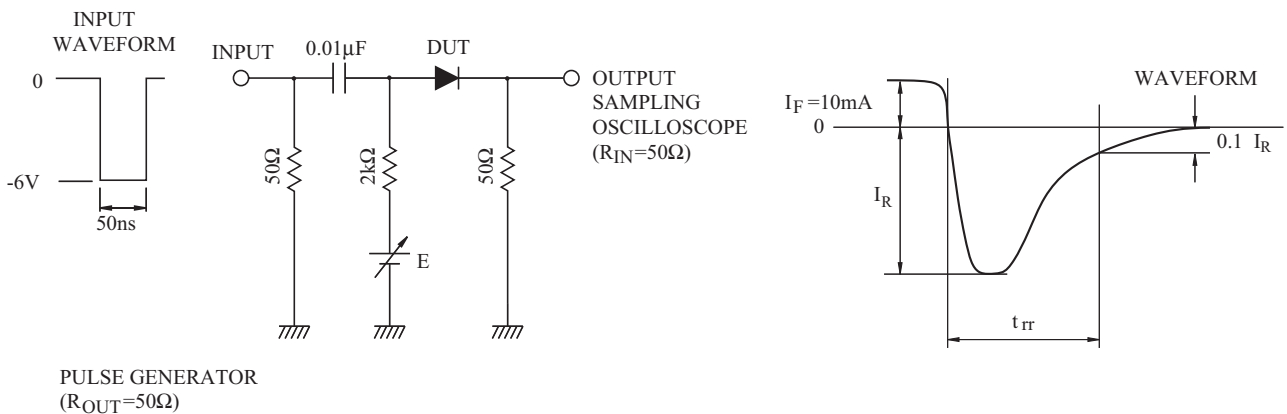 INPUT
WAVEFORM
0
-6V
50ns
INPUT
0.01μF
DUT
50Ω
2kΩ
50Ω
E
OUTPUT
SAMPLING
OSCILLOSCOPE
(RIN=50Ω)
PULSE GENERATOR
(ROUT=50Ω)
WAVEFORM
IF=10mA
0
0.1 IR
IR
trr